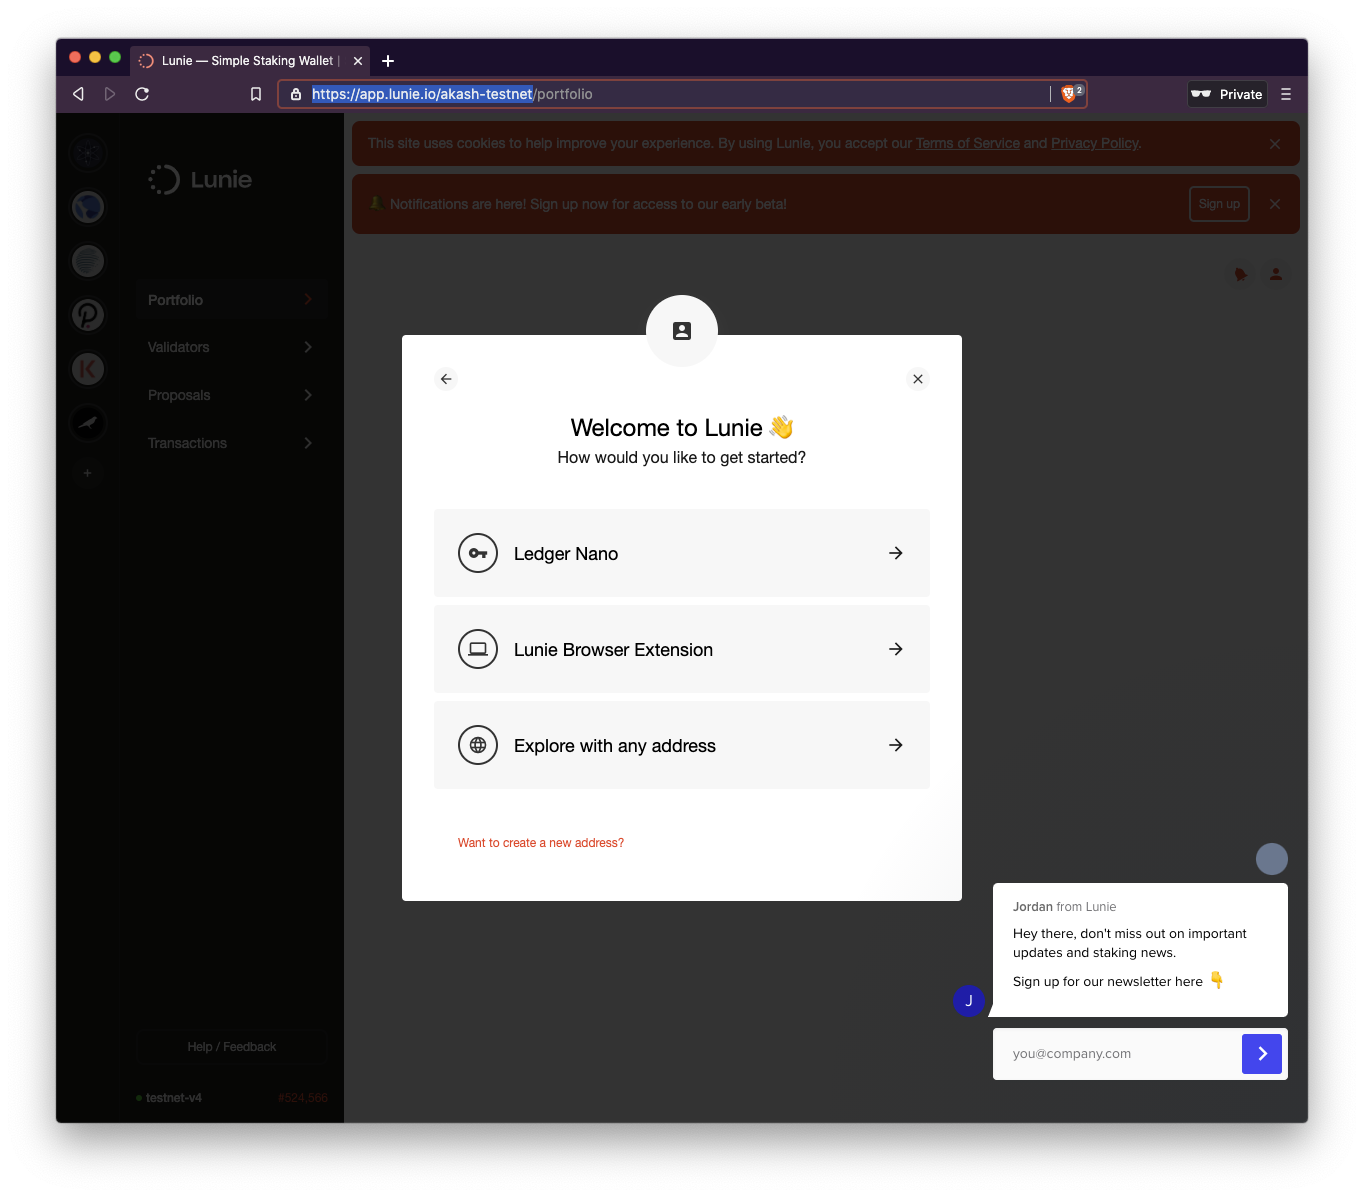 Lunie — Simple Staking Wallet |
https://app.lunie.io/akash-testnet/portfolio
2
Private
This site uses cookies to help improve your experience. By using Lunie, you accept our Terms of Service and Privacy Policy.
Lunie
Notifications are here! Sign up now for access to our early beta!
Sign up
Portfolio
Validators
Proposals
Transactions
Welcome to Lunie 👋
How would you like to get started?
Ledger Nano
Lunie Browser Extension
Explore with any address
Want to create a new address?
Jordan from Lunie
Hey there, don't miss out on important
updates and staking news.
Sign up for our newsletter here 👇
J
you@company.com
Help / Feedback
testnet-v4
#524,566